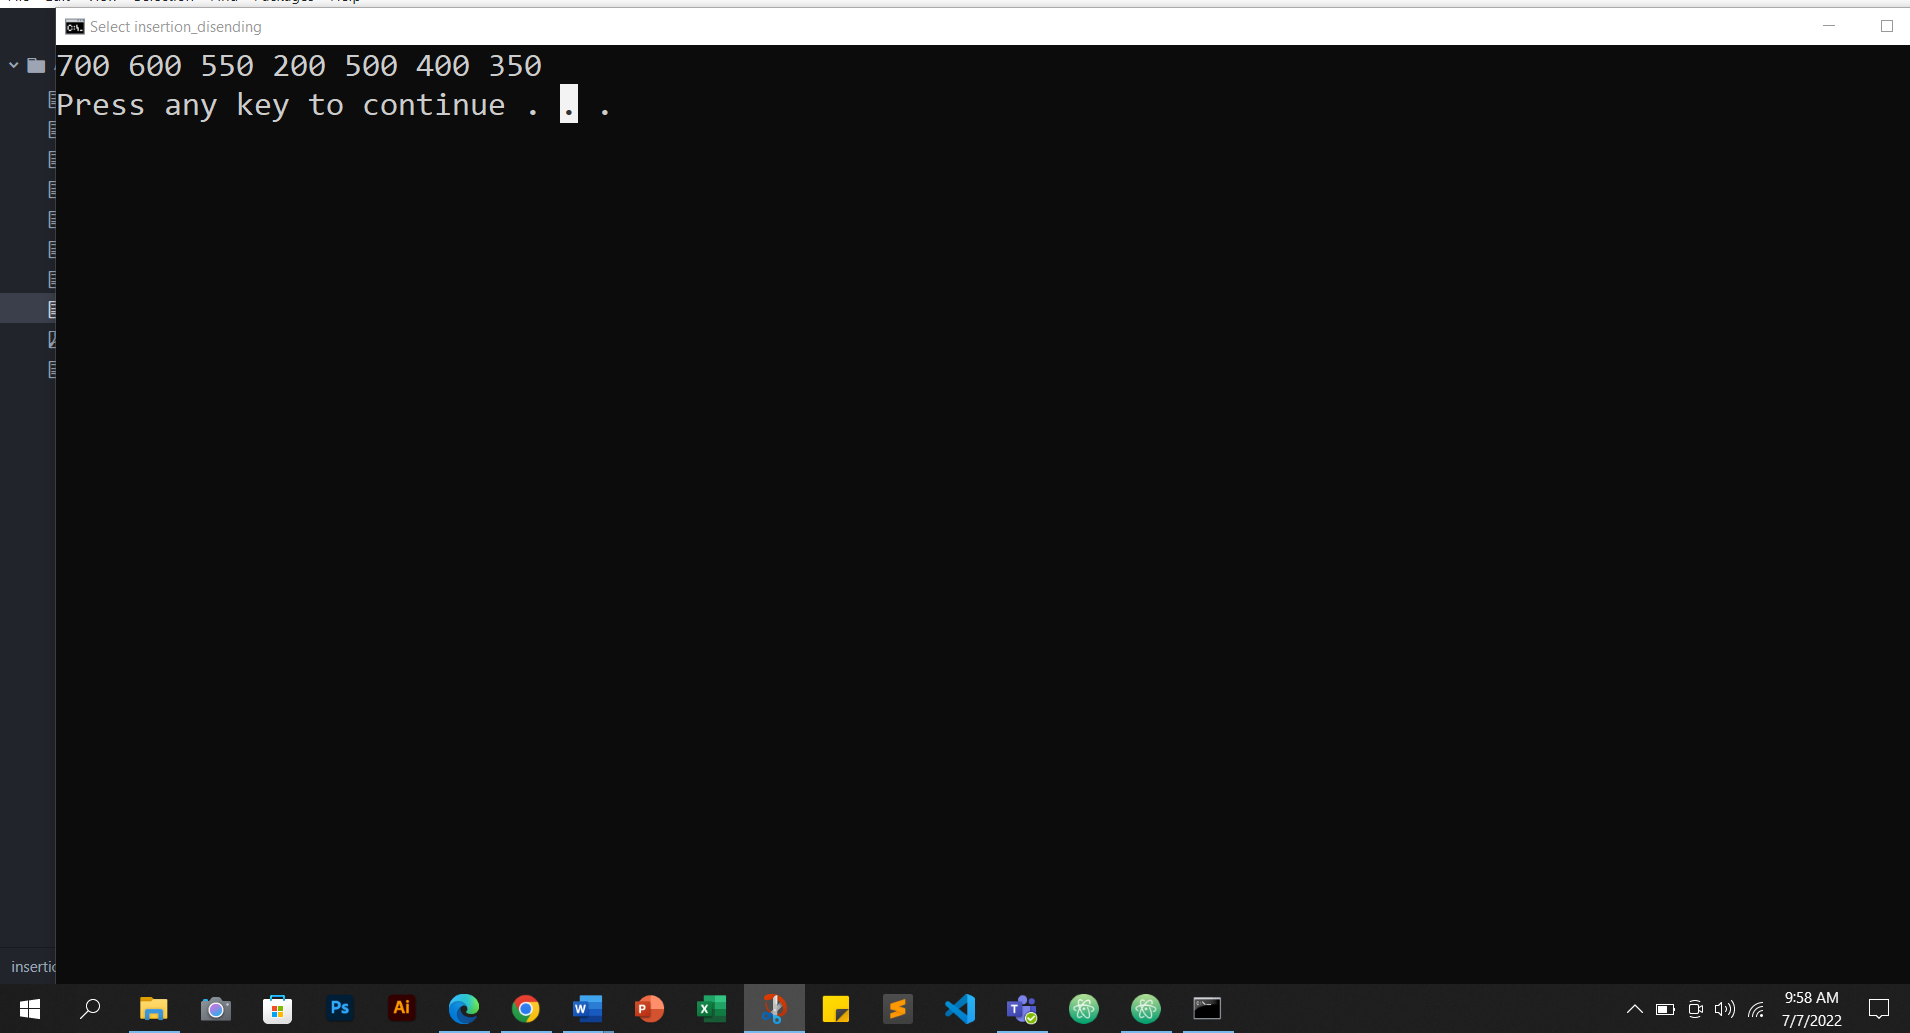 Select insertion_disending
700 600 550 200 500 400 350
Press any key to continue . . .
insertio
Ps
Ai
W
P
X
T
9:58 AM
7/7/2022